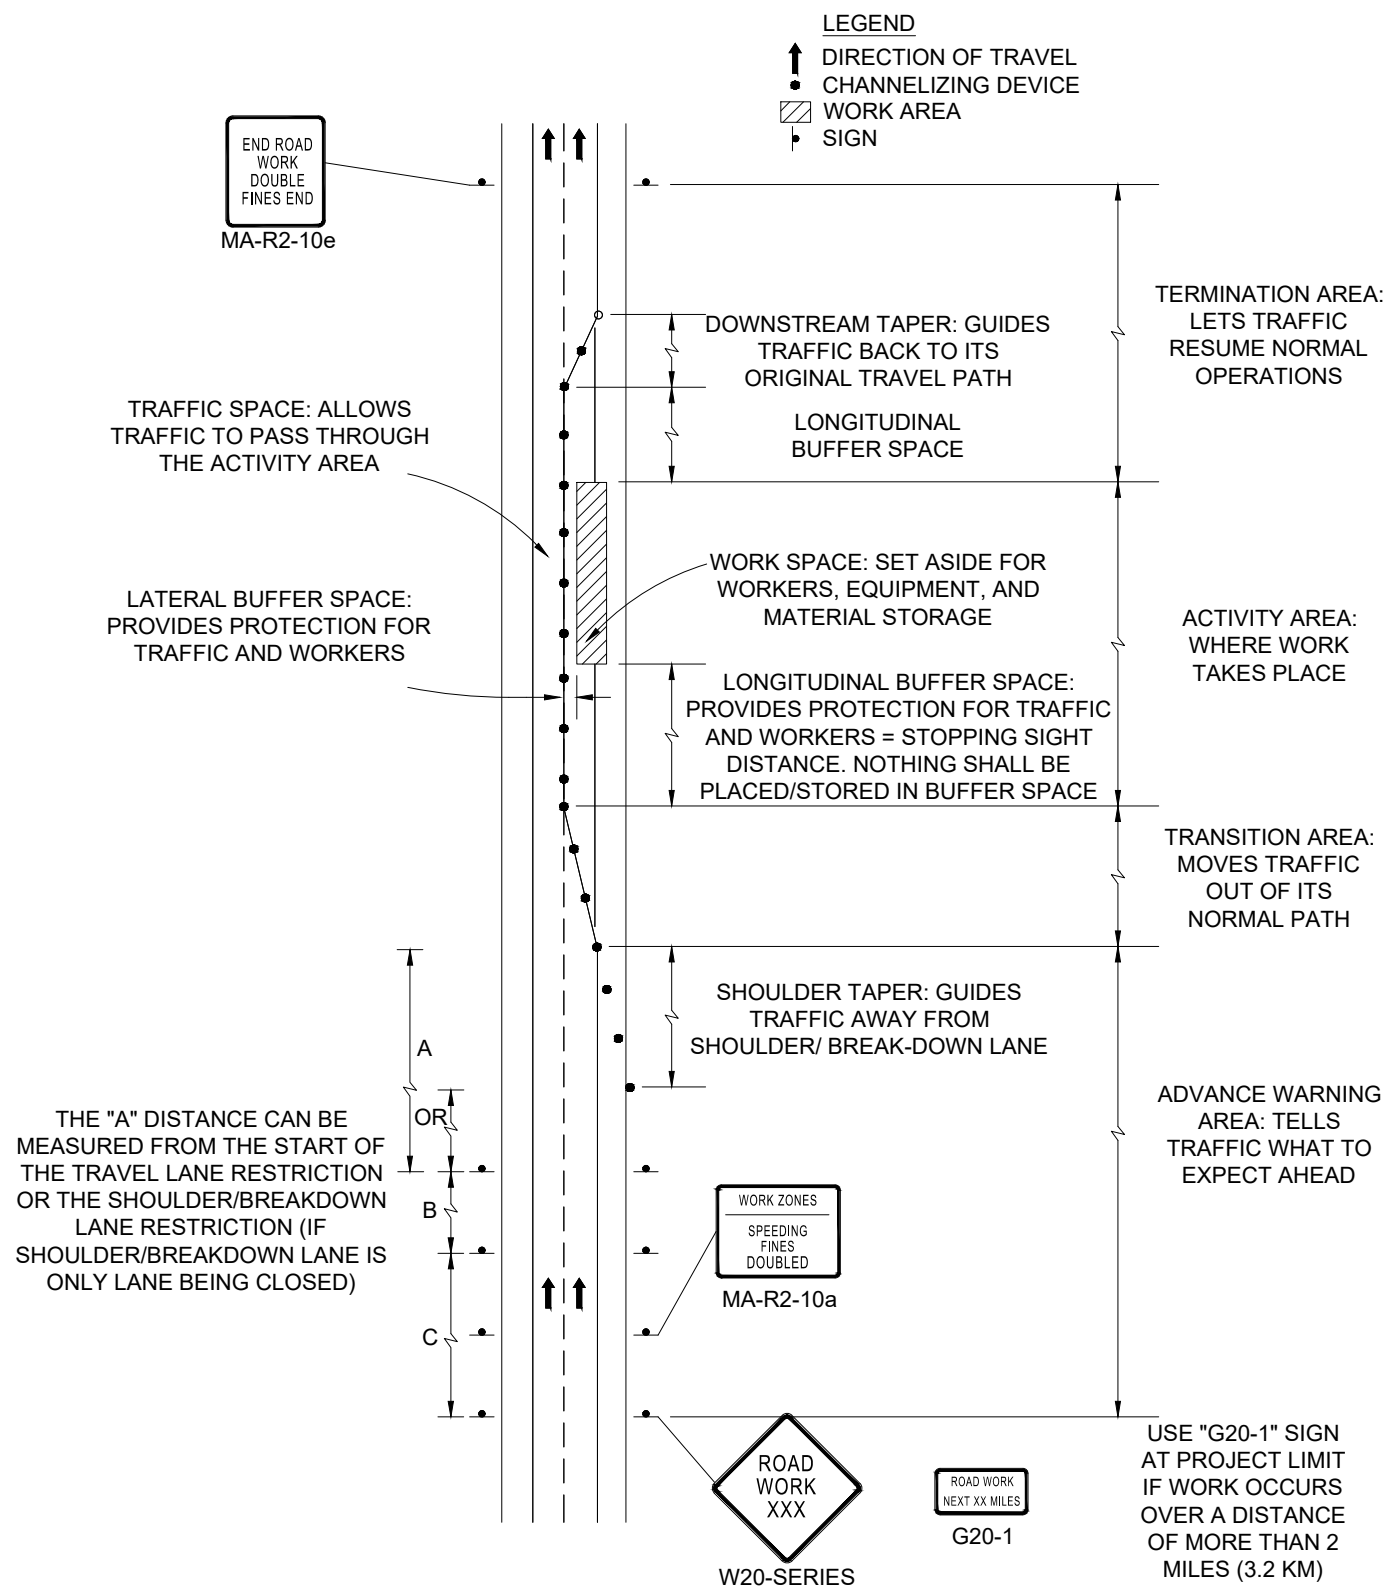 LEGEND
DIRECTION OF TRAVEL
CHANNELIZING DEVICE
WORK AREA
SIGN
END ROAD
WORK
DOUBLE
FINES END
MA-R2-10e
TERMINATION AREA:
LETS TRAFFIC
RESUME NORMAL
OPERATIONS
DOWNSTREAM TAPER: GUIDES
TRAFFIC BACK TO ITS
ORIGINAL TRAVEL PATH
TRAFFIC SPACE: ALLOWS
TRAFFIC TO PASS THROUGH
THE ACTIVITY AREA
LONGITUDINAL
BUFFER SPACE
WORK SPACE: SET ASIDE FOR
WORKERS, EQUIPMENT, AND
MATERIAL STORAGE
LATERAL BUFFER SPACE:
PROVIDES PROTECTION FOR
TRAFFIC AND WORKERS
ACTIVITY AREA:
WHERE WORK
TAKES PLACE
LONGITUDINAL BUFFER SPACE:
PROVIDES PROTECTION FOR TRAFFIC
AND WORKERS = STOPPING SIGHT
DISTANCE. NOTHING SHALL BE
PLACED/STORED IN BUFFER SPACE
TRANSITION AREA:
MOVES TRAFFIC
OUT OF ITS
NORMAL PATH
SHOULDER TAPER: GUIDES
TRAFFIC AWAY FROM
SHOULDER/ BREAK-DOWN LANE
A
OR
B
C
THE "A" DISTANCE CAN BE
MEASURED FROM THE START OF
THE TRAVEL LANE RESTRICTION
OR THE SHOULDER/BREAKDOWN
LANE RESTRICTION (IF
SHOULDER/BREAKDOWN LANE IS
ONLY LANE BEING CLOSED)
ADVANCE WARNING
AREA: TELLS
TRAFFIC WHAT TO
EXPECT AHEAD
WORK ZONES
SPEEDING
FINES
DOUBLED
MA-R2-10a
ROAD
WORK
XXX
W20-SERIES
ROAD WORK
NEXT XX MILES
G20-1
USE "G20-1" SIGN
AT PROJECT LIMIT
IF WORK OCCURS
OVER A DISTANCE
OF MORE THAN 2
MILES (3.2 KM)